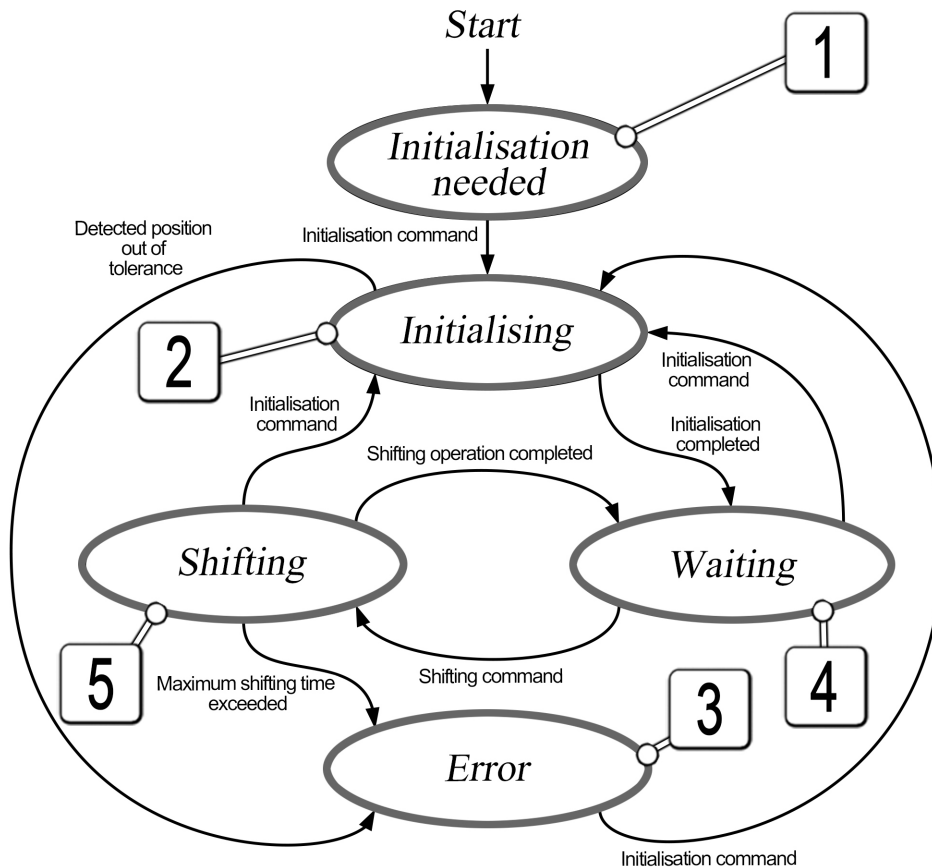 Start
1
Initialisation
needed
Detected position
out of
tolerance
Initialisation command
Initialising
2
Initialisation
command
Initialisation
command
Initialisation
completed
Shifting operation completed
Shifting
Waiting
5
Maximum shifting time
exceeded
Shifting command
3
4
Error
Initialisation command